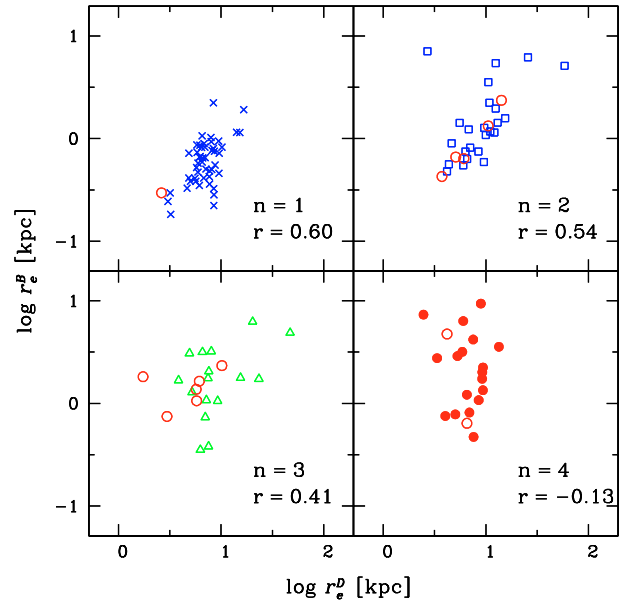 1
0
−1
n = 1
r = 0.60
n = 2
r = 0.54
1
0
−1
n = 3
r = 0.41
n = 4
r = −0.13
0 1 2 0 1 2
log r_e^B [kpc]
log r_e^D [kpc]